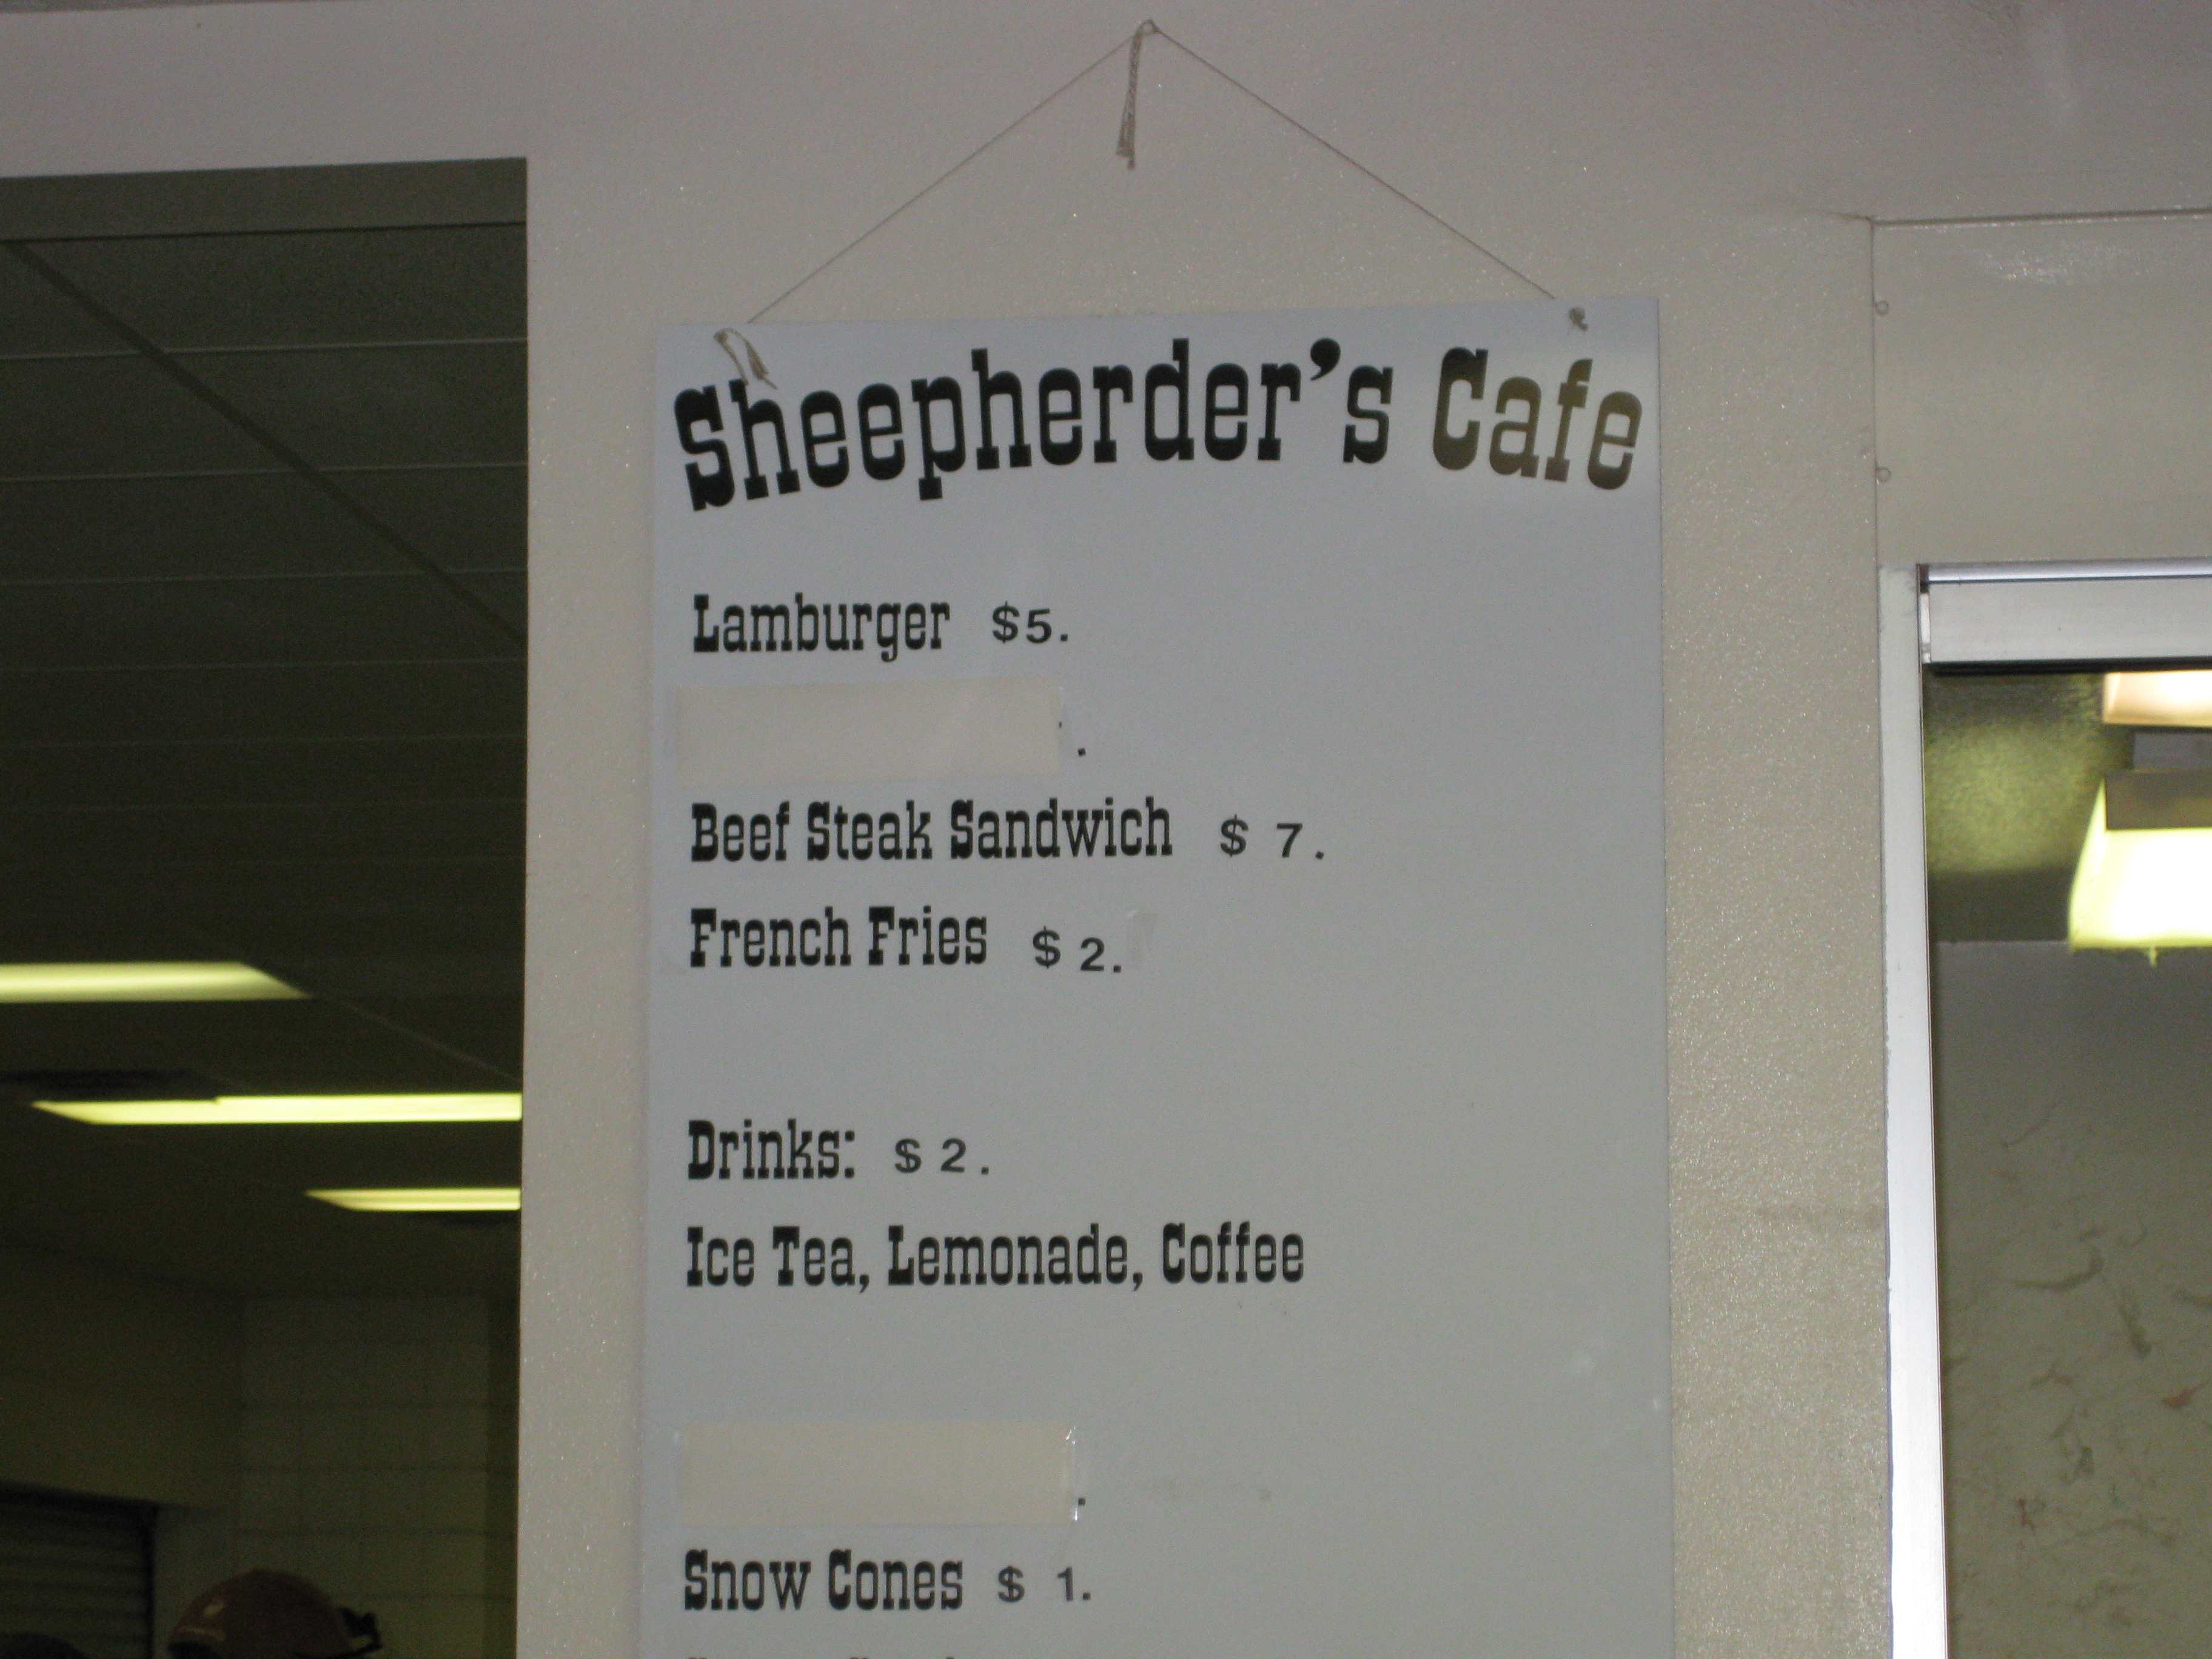 Sheepherder's Cafe
Lamburger $5.
.
Beef Steak Sandwich $ 7.
French Fries $ 2.
Drinks: $ 2.
Ice Tea, Lemonade, Coffee
.
Snow Cones $ 1.